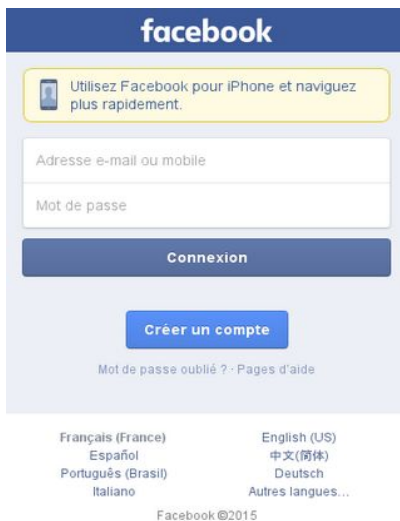 facebook
Utilisez Facebook pour iPhone et naviguez
plus rapidement.
Adresse e-mail ou mobile
Mot de passe
Connexion
Créer un compte
Mot de passe oublié ? · Pages d'aide
Français (France) English (US)
Español 中文(简体)
Português (Brasil) Deutsch
Italiano Autres langues...
Facebook ©2015